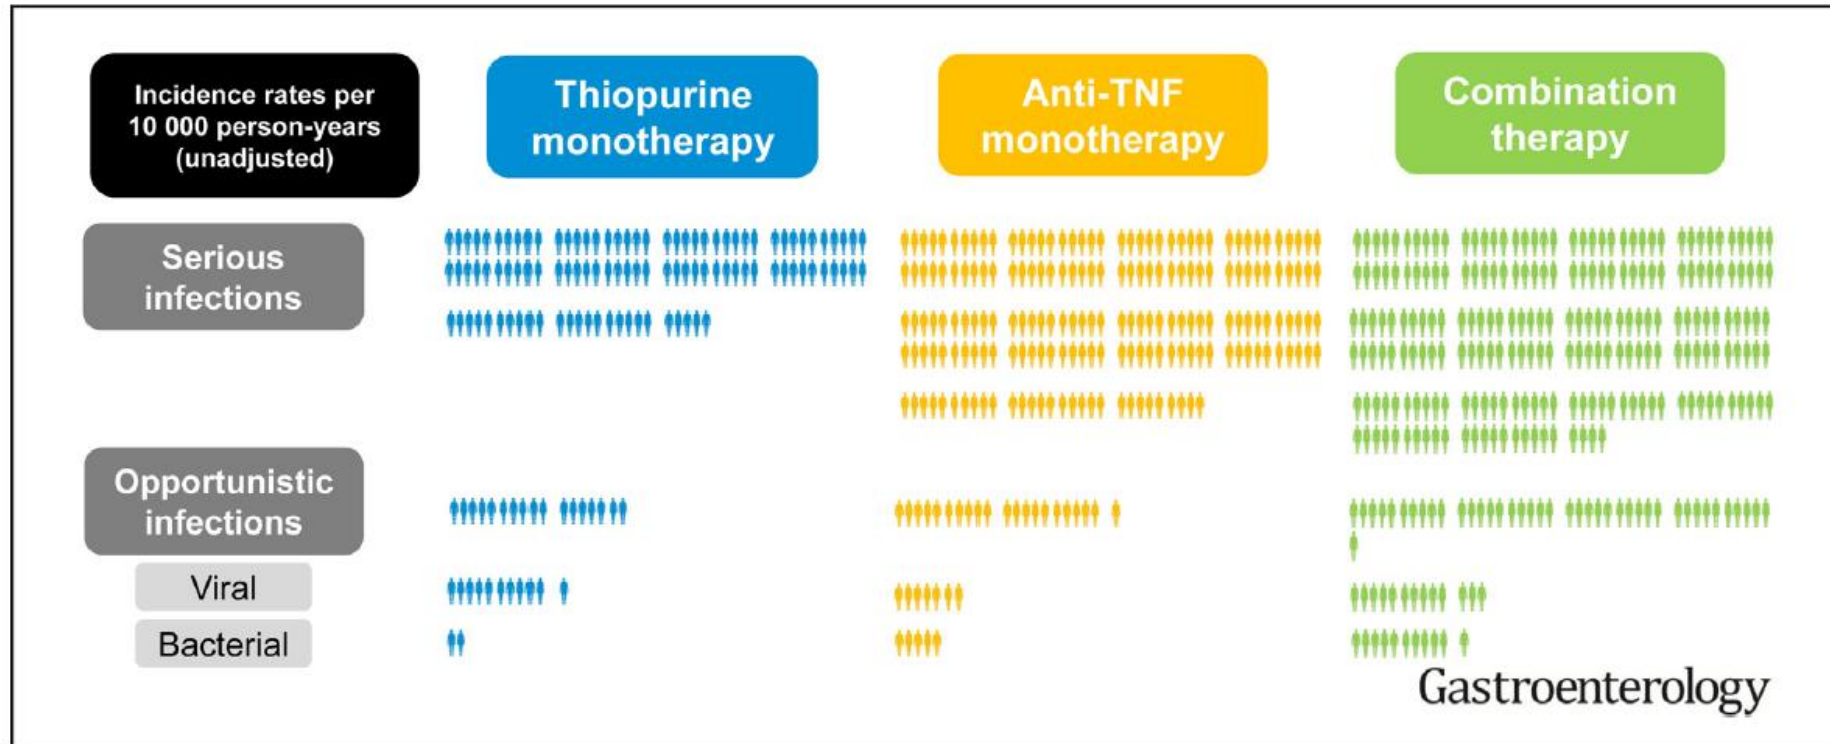 Incidence rates per
10 000 person-years
(unadjusted)
Thiopurine
monotherapy
Anti-TNF
monotherapy
Combination
therapy
Serious
infections
Opportunistic
infections
Viral
Bacterial
Gastroenterology